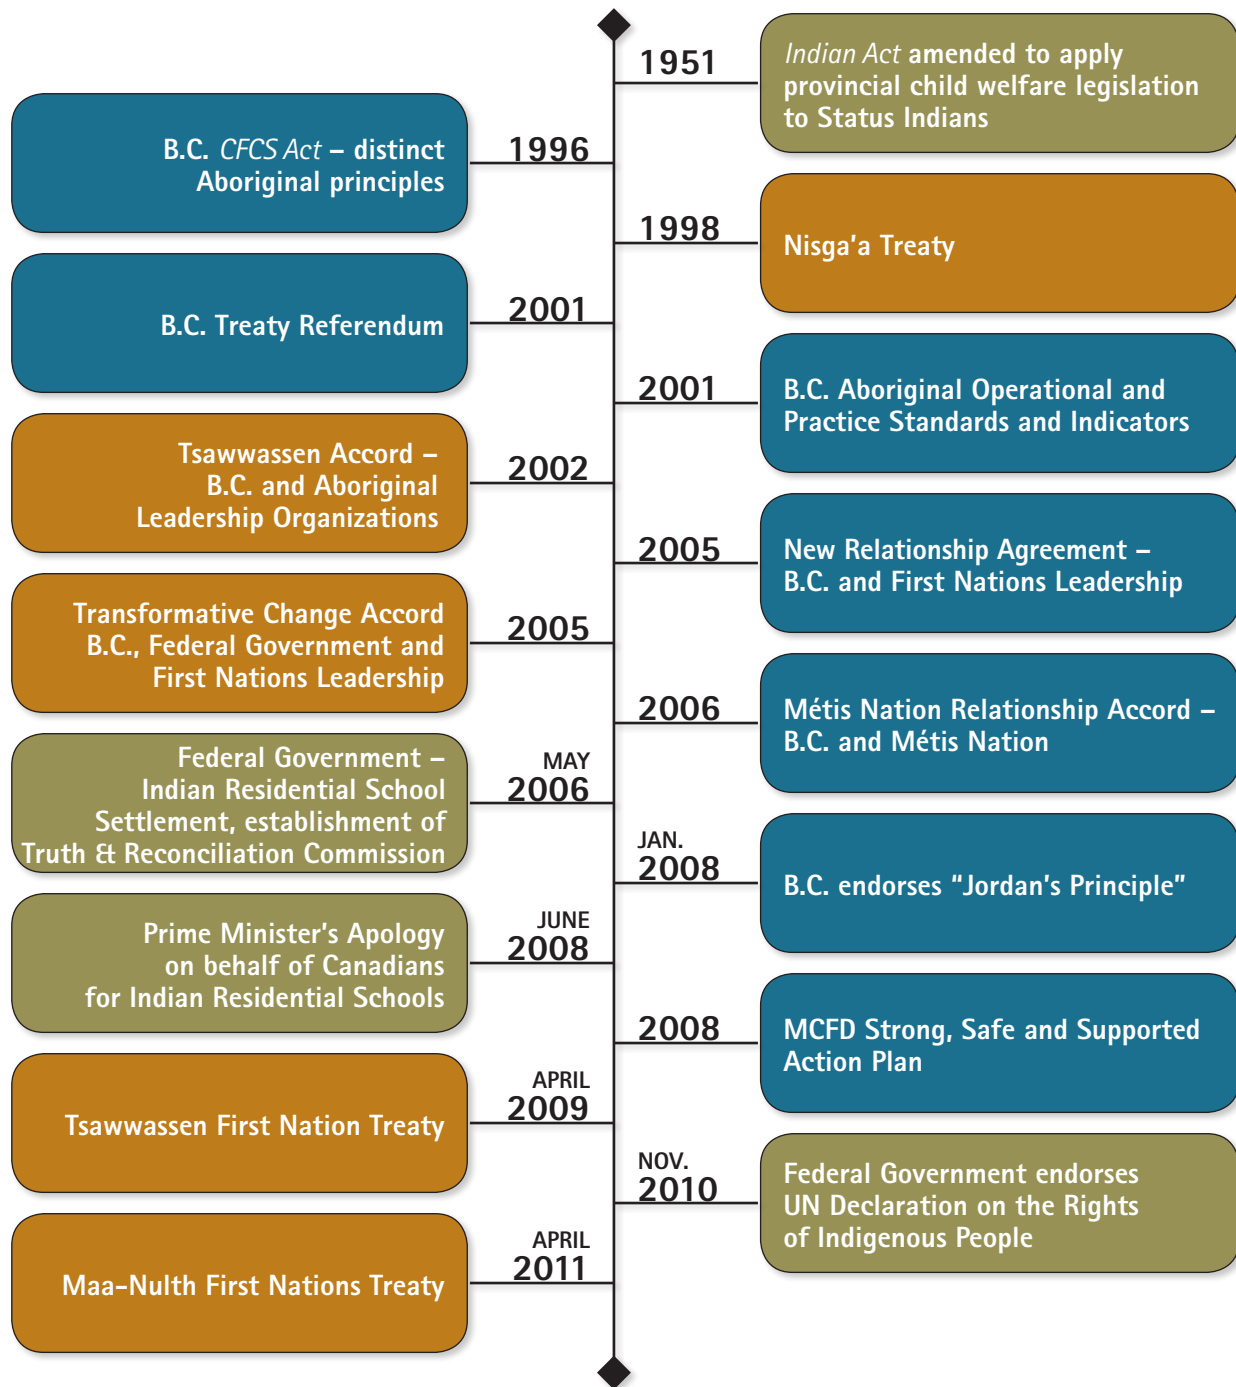 1951
Indian Act amended to apply
provincial child welfare legislation
to Status Indians
1996
B.C. CFCS Act – distinct
Aboriginal principles
1998
Nisga'a Treaty
2001
B.C. Treaty Referendum
2001
B.C. Aboriginal Operational and
Practice Standards and Indicators
2002
Tsawwassen Accord –
B.C. and Aboriginal
Leadership Organizations
2005
New Relationship Agreement –
B.C. and First Nations Leadership
2005
Transformative Change Accord
B.C., Federal Government and
First Nations Leadership
2006
Métis Nation Relationship Accord –
B.C. and Métis Nation
MAY
2006
Federal Government –
Indian Residential School
Settlement, establishment of
Truth & Reconciliation Commission
JAN.
2008
B.C. endorses "Jordan's Principle"
JUNE
2008
Prime Minister's Apology
on behalf of Canadians
for Indian Residential Schools
2008
MCFD Strong, Safe and Supported
Action Plan
APRIL
2009
Tsawwassen First Nation Treaty
NOV.
2010
Federal Government endorses
UN Declaration on the Rights
of Indigenous People
APRIL
2011
Maa-Nulth First Nations Treaty